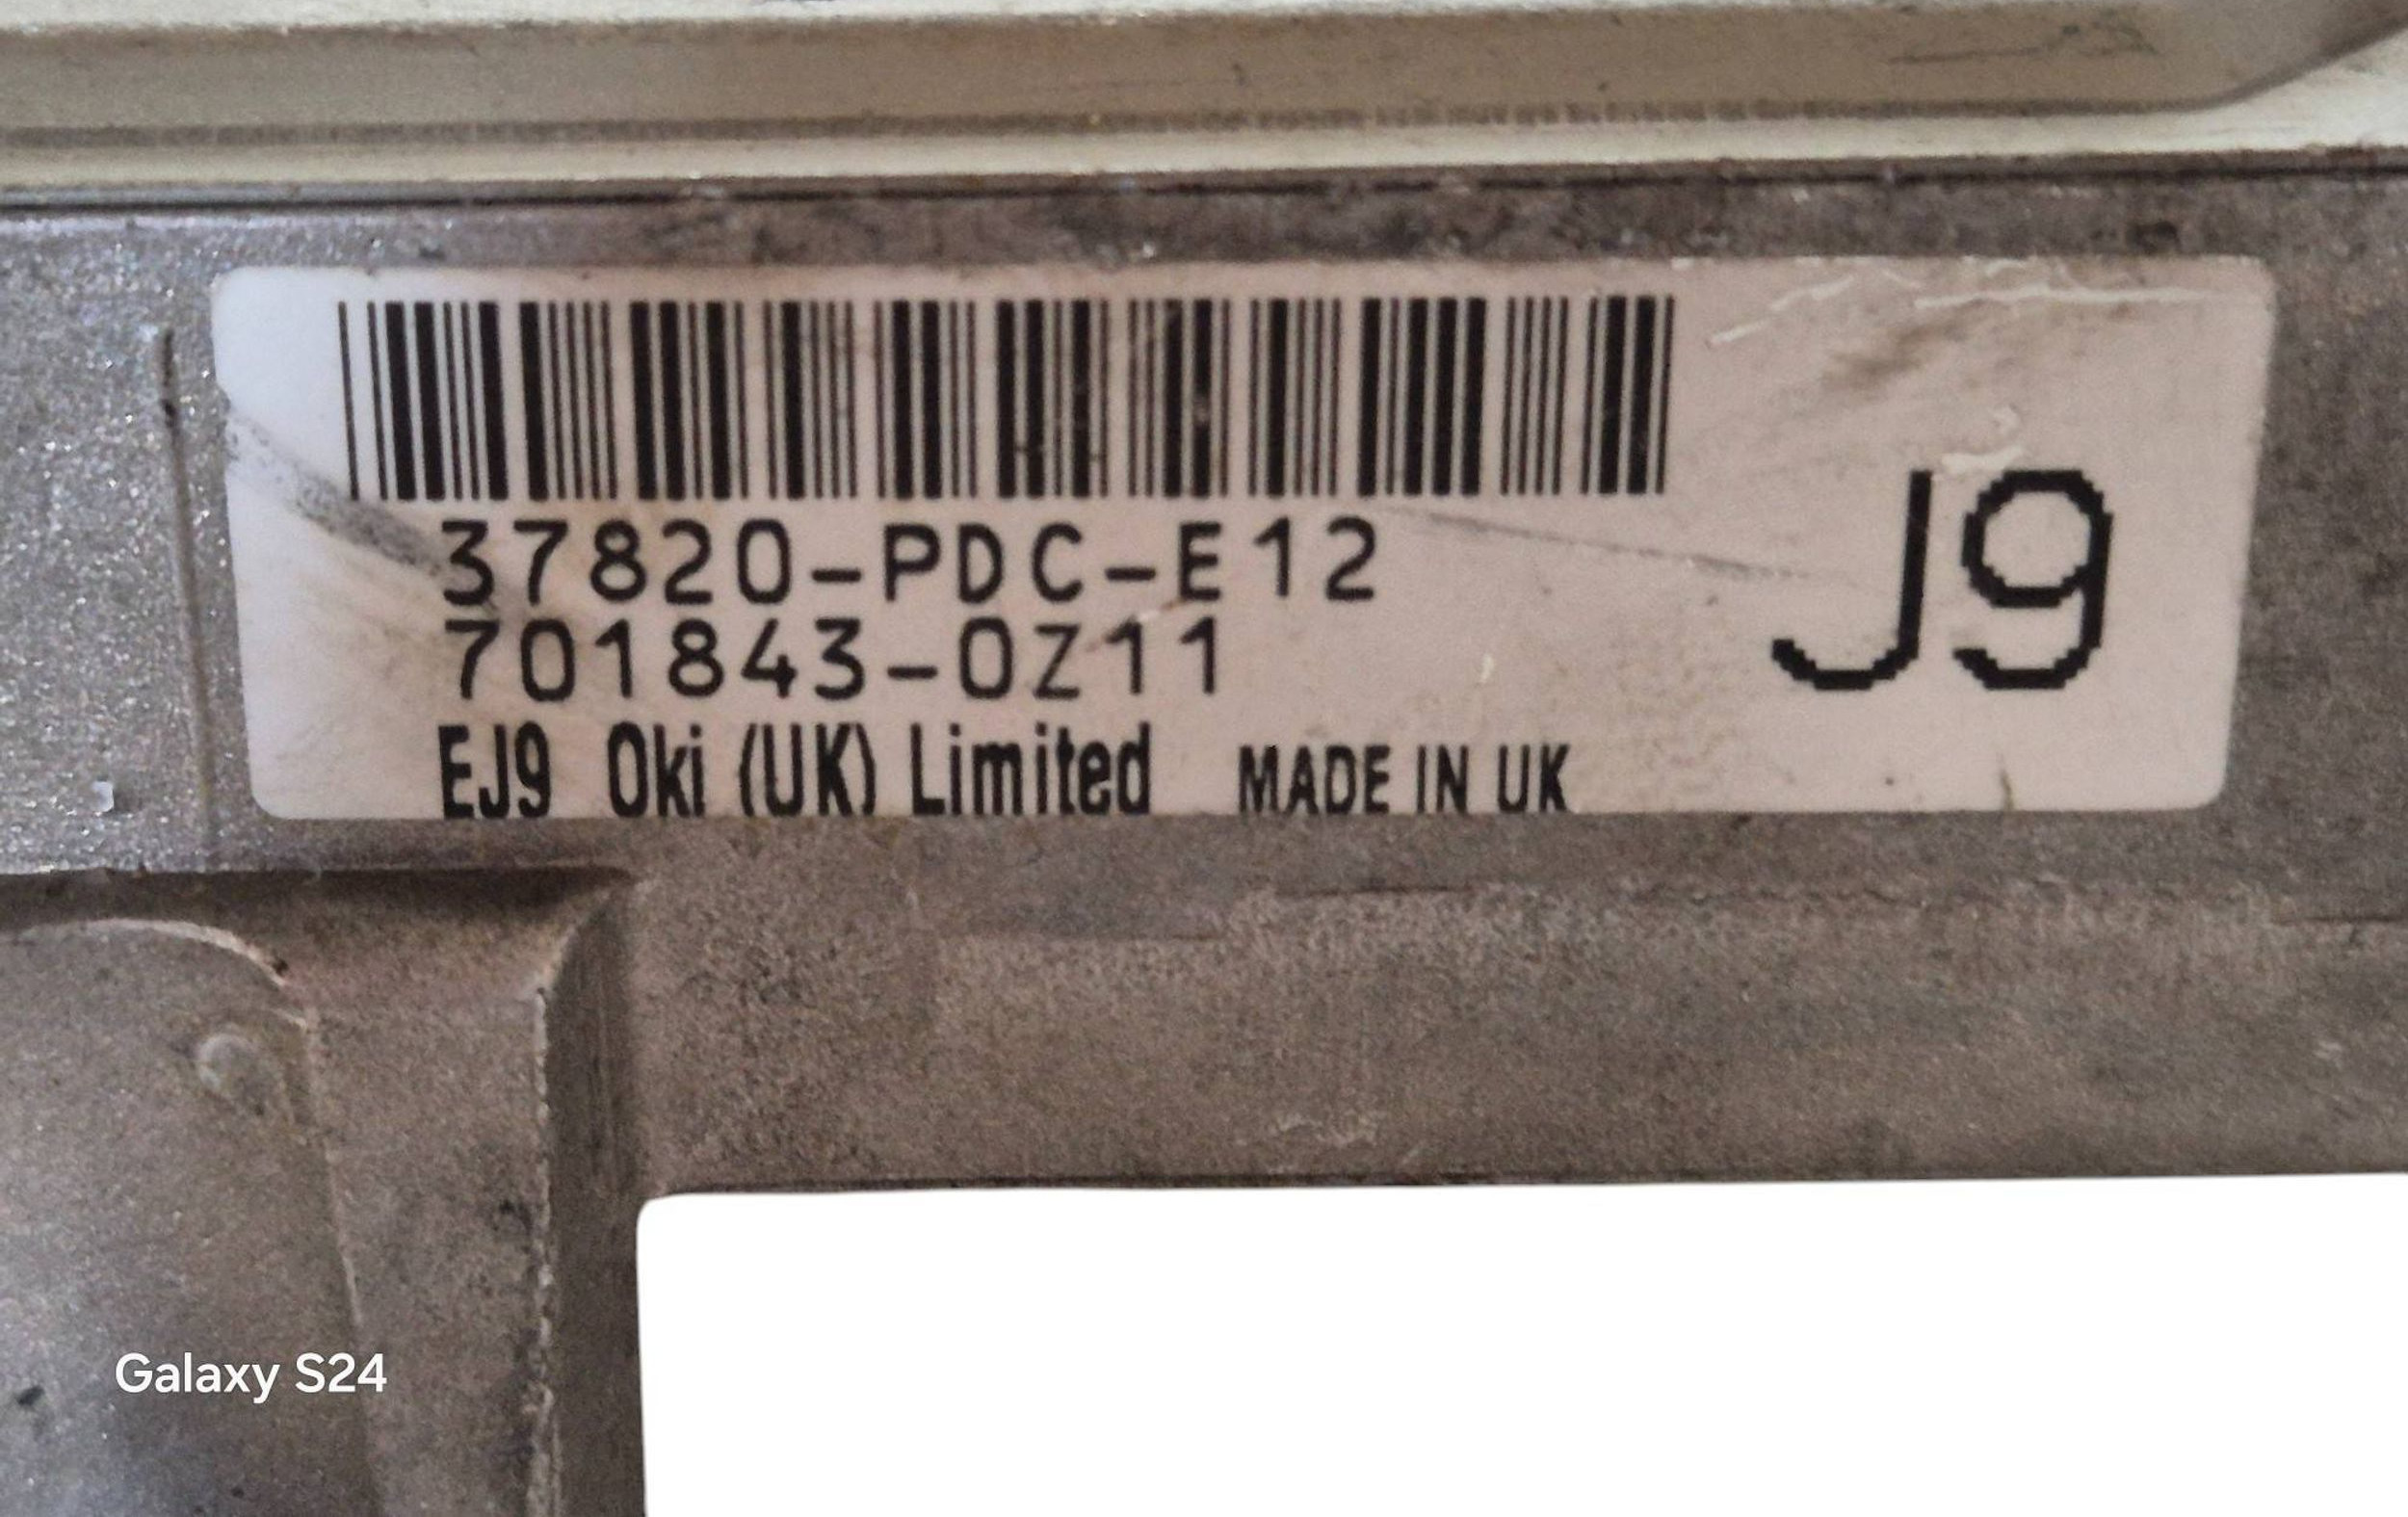 37820-PDC-E12
701843-0Z11
J9
EJ9 Oki (UK) Limited MADE IN UK
Galaxy S24